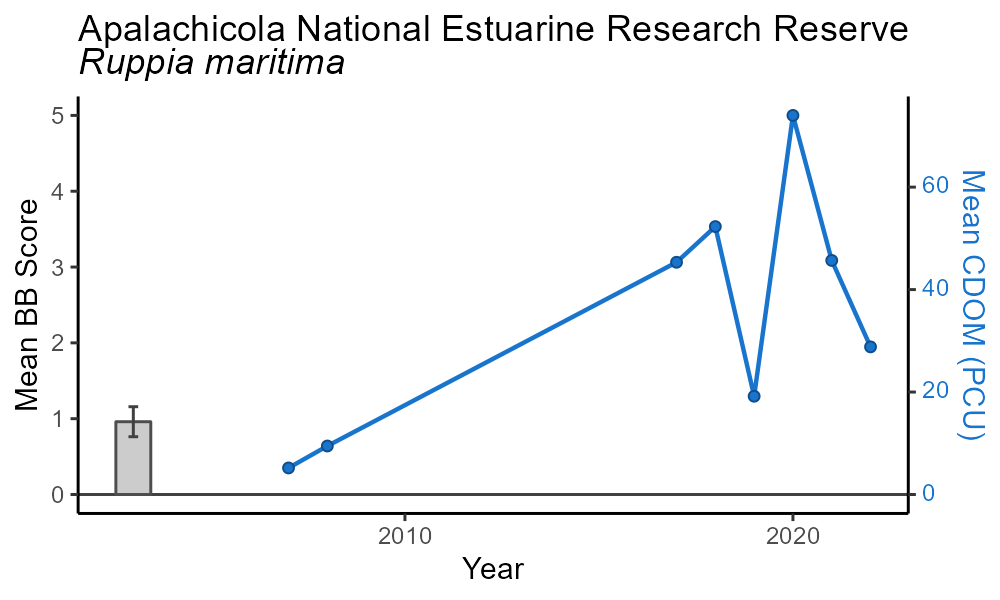 Apalachicola National Estuarine Research Reserve
Ruppia maritima
Mean BB Score
5
4
3
2
1
0
60
40
20
0
Mean CDOM (PCU)
2010
2020
Year